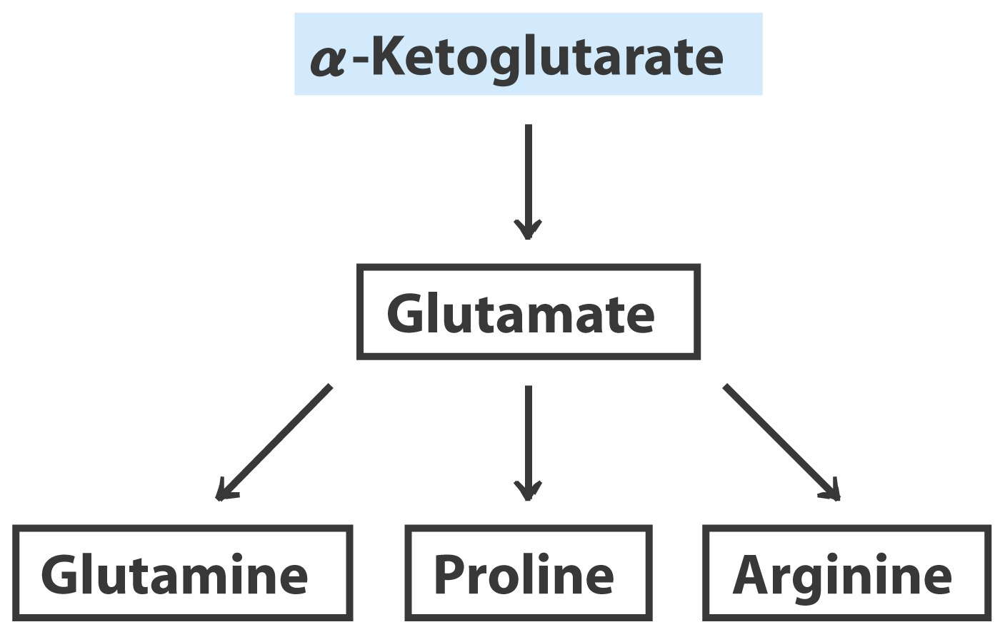 α-Ketoglutarate
Glutamate
Glutamine
Proline
Arginine